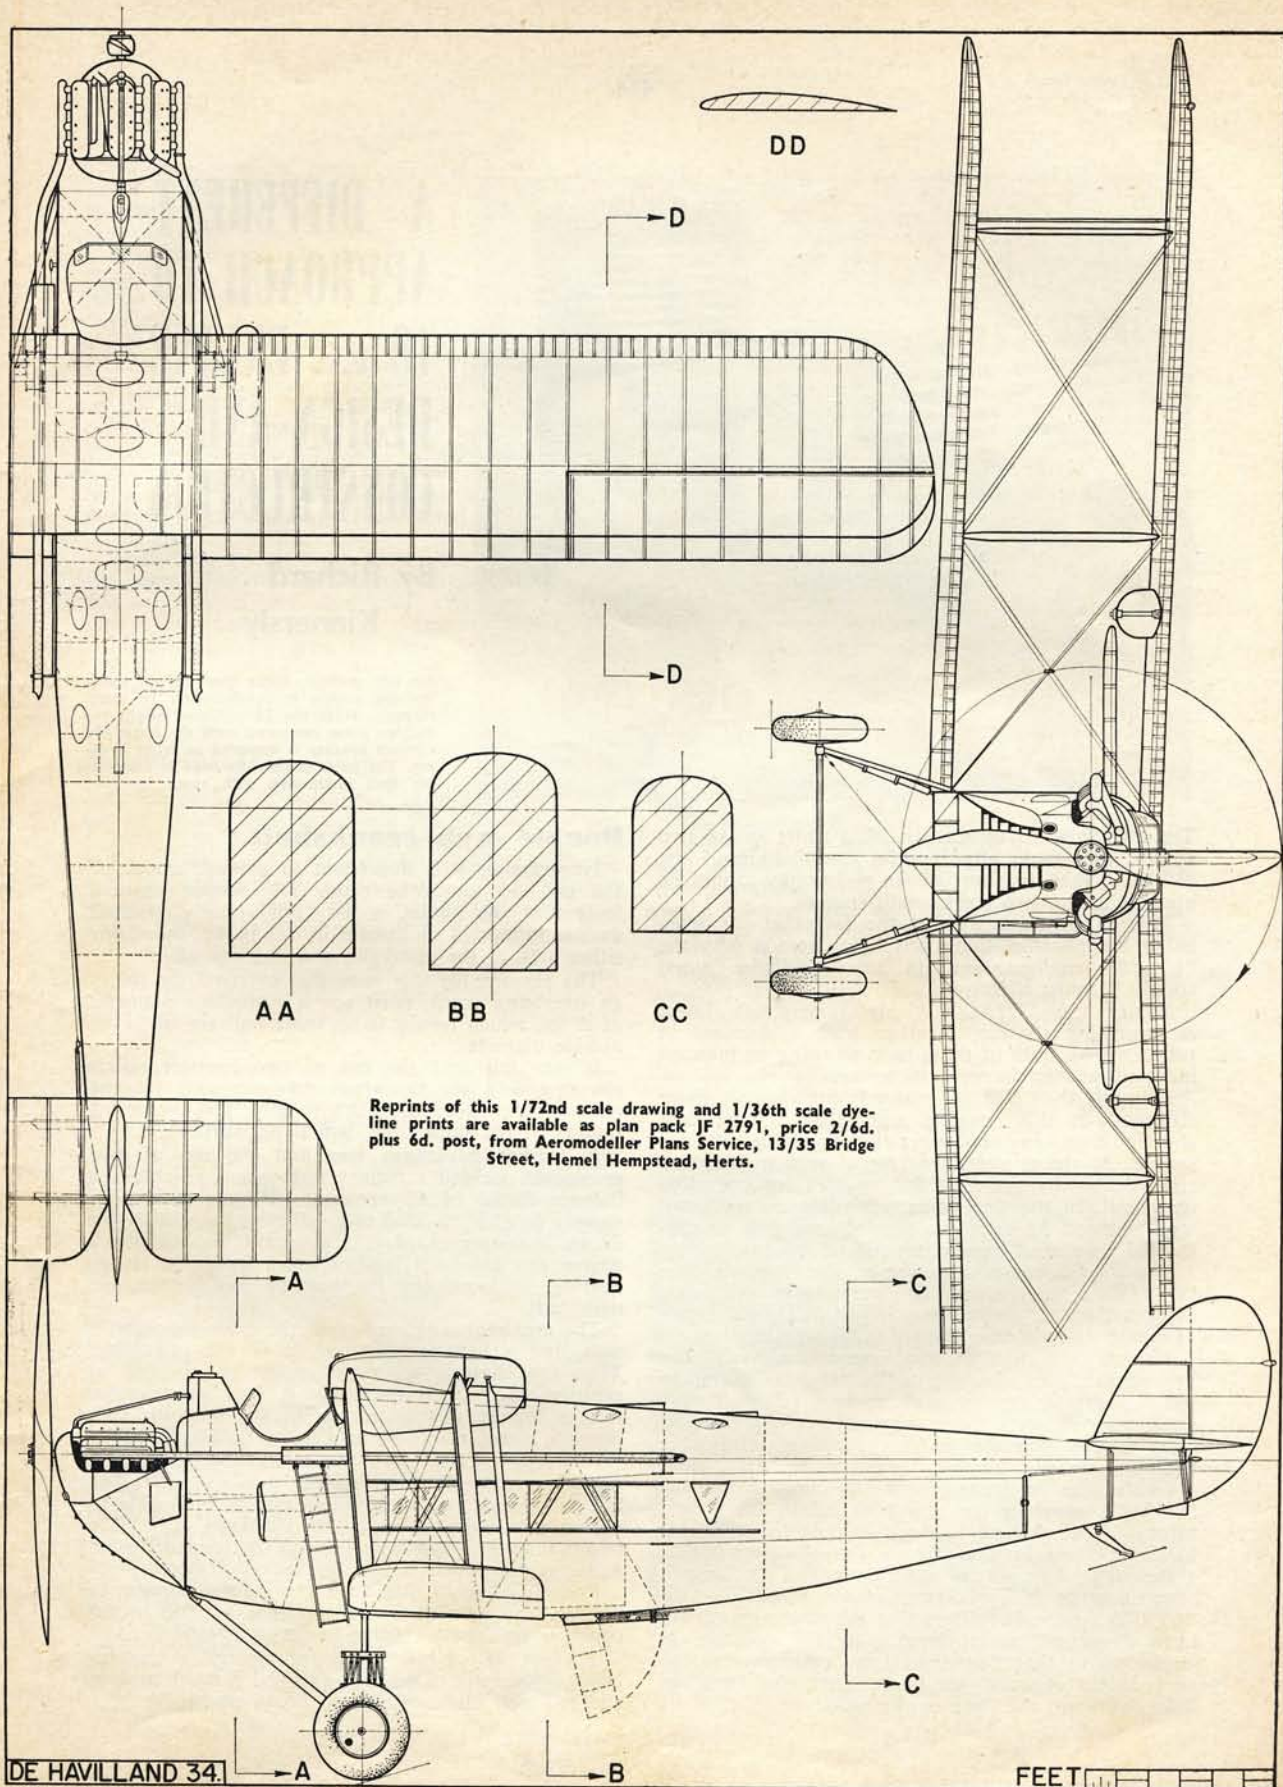 DD
D
D
AA
BB
CC
Reprints of this 1/72nd scale drawing and 1/36th scale dye-
line prints are available as plan pack JF 2791, price 2/6d.
plus 6d. post, from Aeromodeller Plans Service, 13/35 Bridge
Street, Hemel Hempstead, Herts.
A
B
C
C
DE HAVILLAND 34.
A
B
FEET